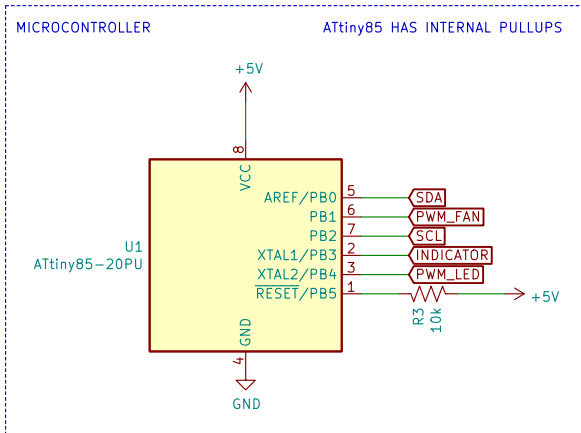 MICROCONTROLLER
ATtiny85 HAS INTERNAL PULLUPS
+5V
8
VCC
AREF/PB0 5 SDA
PB1 6 PWM_FAN
U1
PB2 7 SCL
ATtiny85-20PU
XTAL1/PB3 2 INDICATOR
XTAL2/PB4 3 PWM_LED
RESET/PB5 1
+5V
R3
10k
GND
4
GND